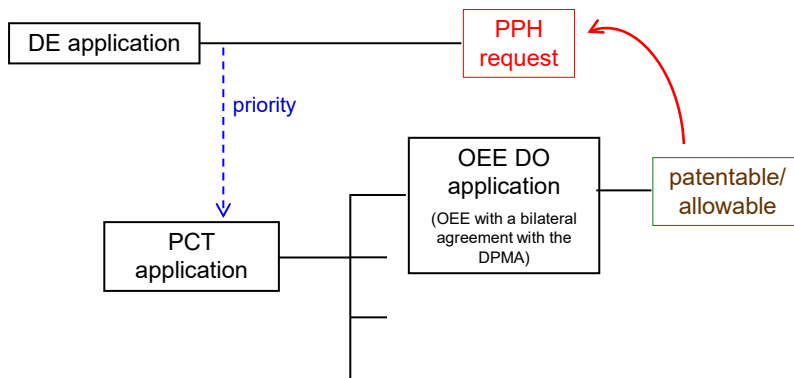 DE application
PPH
request
priority
OEE DO
application
(OEE with a bilateral
agreement with the
DPMA)
patentable/
allowable
PCT
application